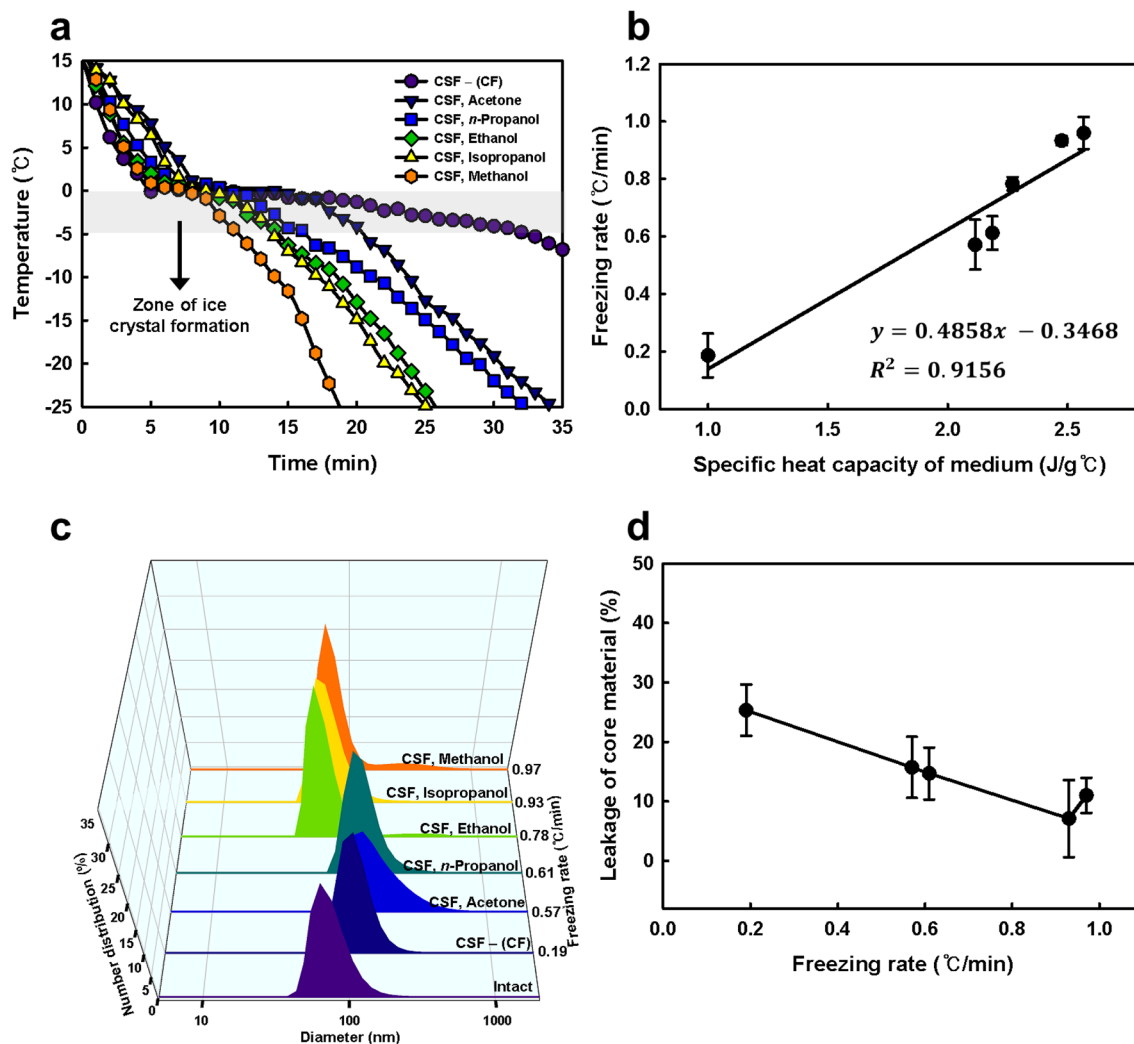 a
15
10
5
0
-5
-10
-15
-20
-25
Temperature (℃)
CSF – (CF)
CSF, Acetone
CSF, n-Propanol
CSF, Ethanol
CSF, Isopropanol
CSF, Methanol
Zone of ice
crystal formation
0 5 10 15 20 25 30 35
Time (min)
b
1.2
1.0
0.8
0.6
0.4
0.2
0.0
Freezing rate (℃/min)
y = 0.4858x − 0.3468
R² = 0.9156
1.0 1.5 2.0 2.5
Specific heat capacity of medium (J/g℃)
c
35
30
25
20
15
10
5
0
Number distribution (%)
CSF, Methanol 0.97
CSF, Isopropanol 0.93
CSF, Ethanol 0.78
CSF, n-Propanol 0.61
CSF, Acetone 0.57
CSF – (CF) 0.19
Intact
Freezing rate (℃/min)
10 100 1000
Diameter (nm)
d
50
40
30
20
10
0
Leakage of core material (%)
0.0 0.2 0.4 0.6 0.8 1.0
Freezing rate (℃/min)